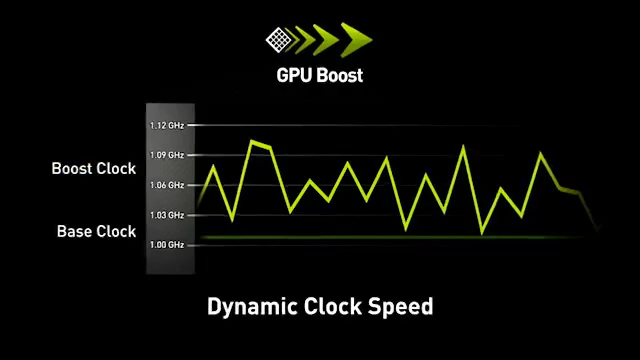 GPU Boost
1.12 GHz
1.09 GHz
Boost Clock
1.06 GHz
1.03 GHz
Base Clock
1.00 GHz
Dynamic Clock Speed